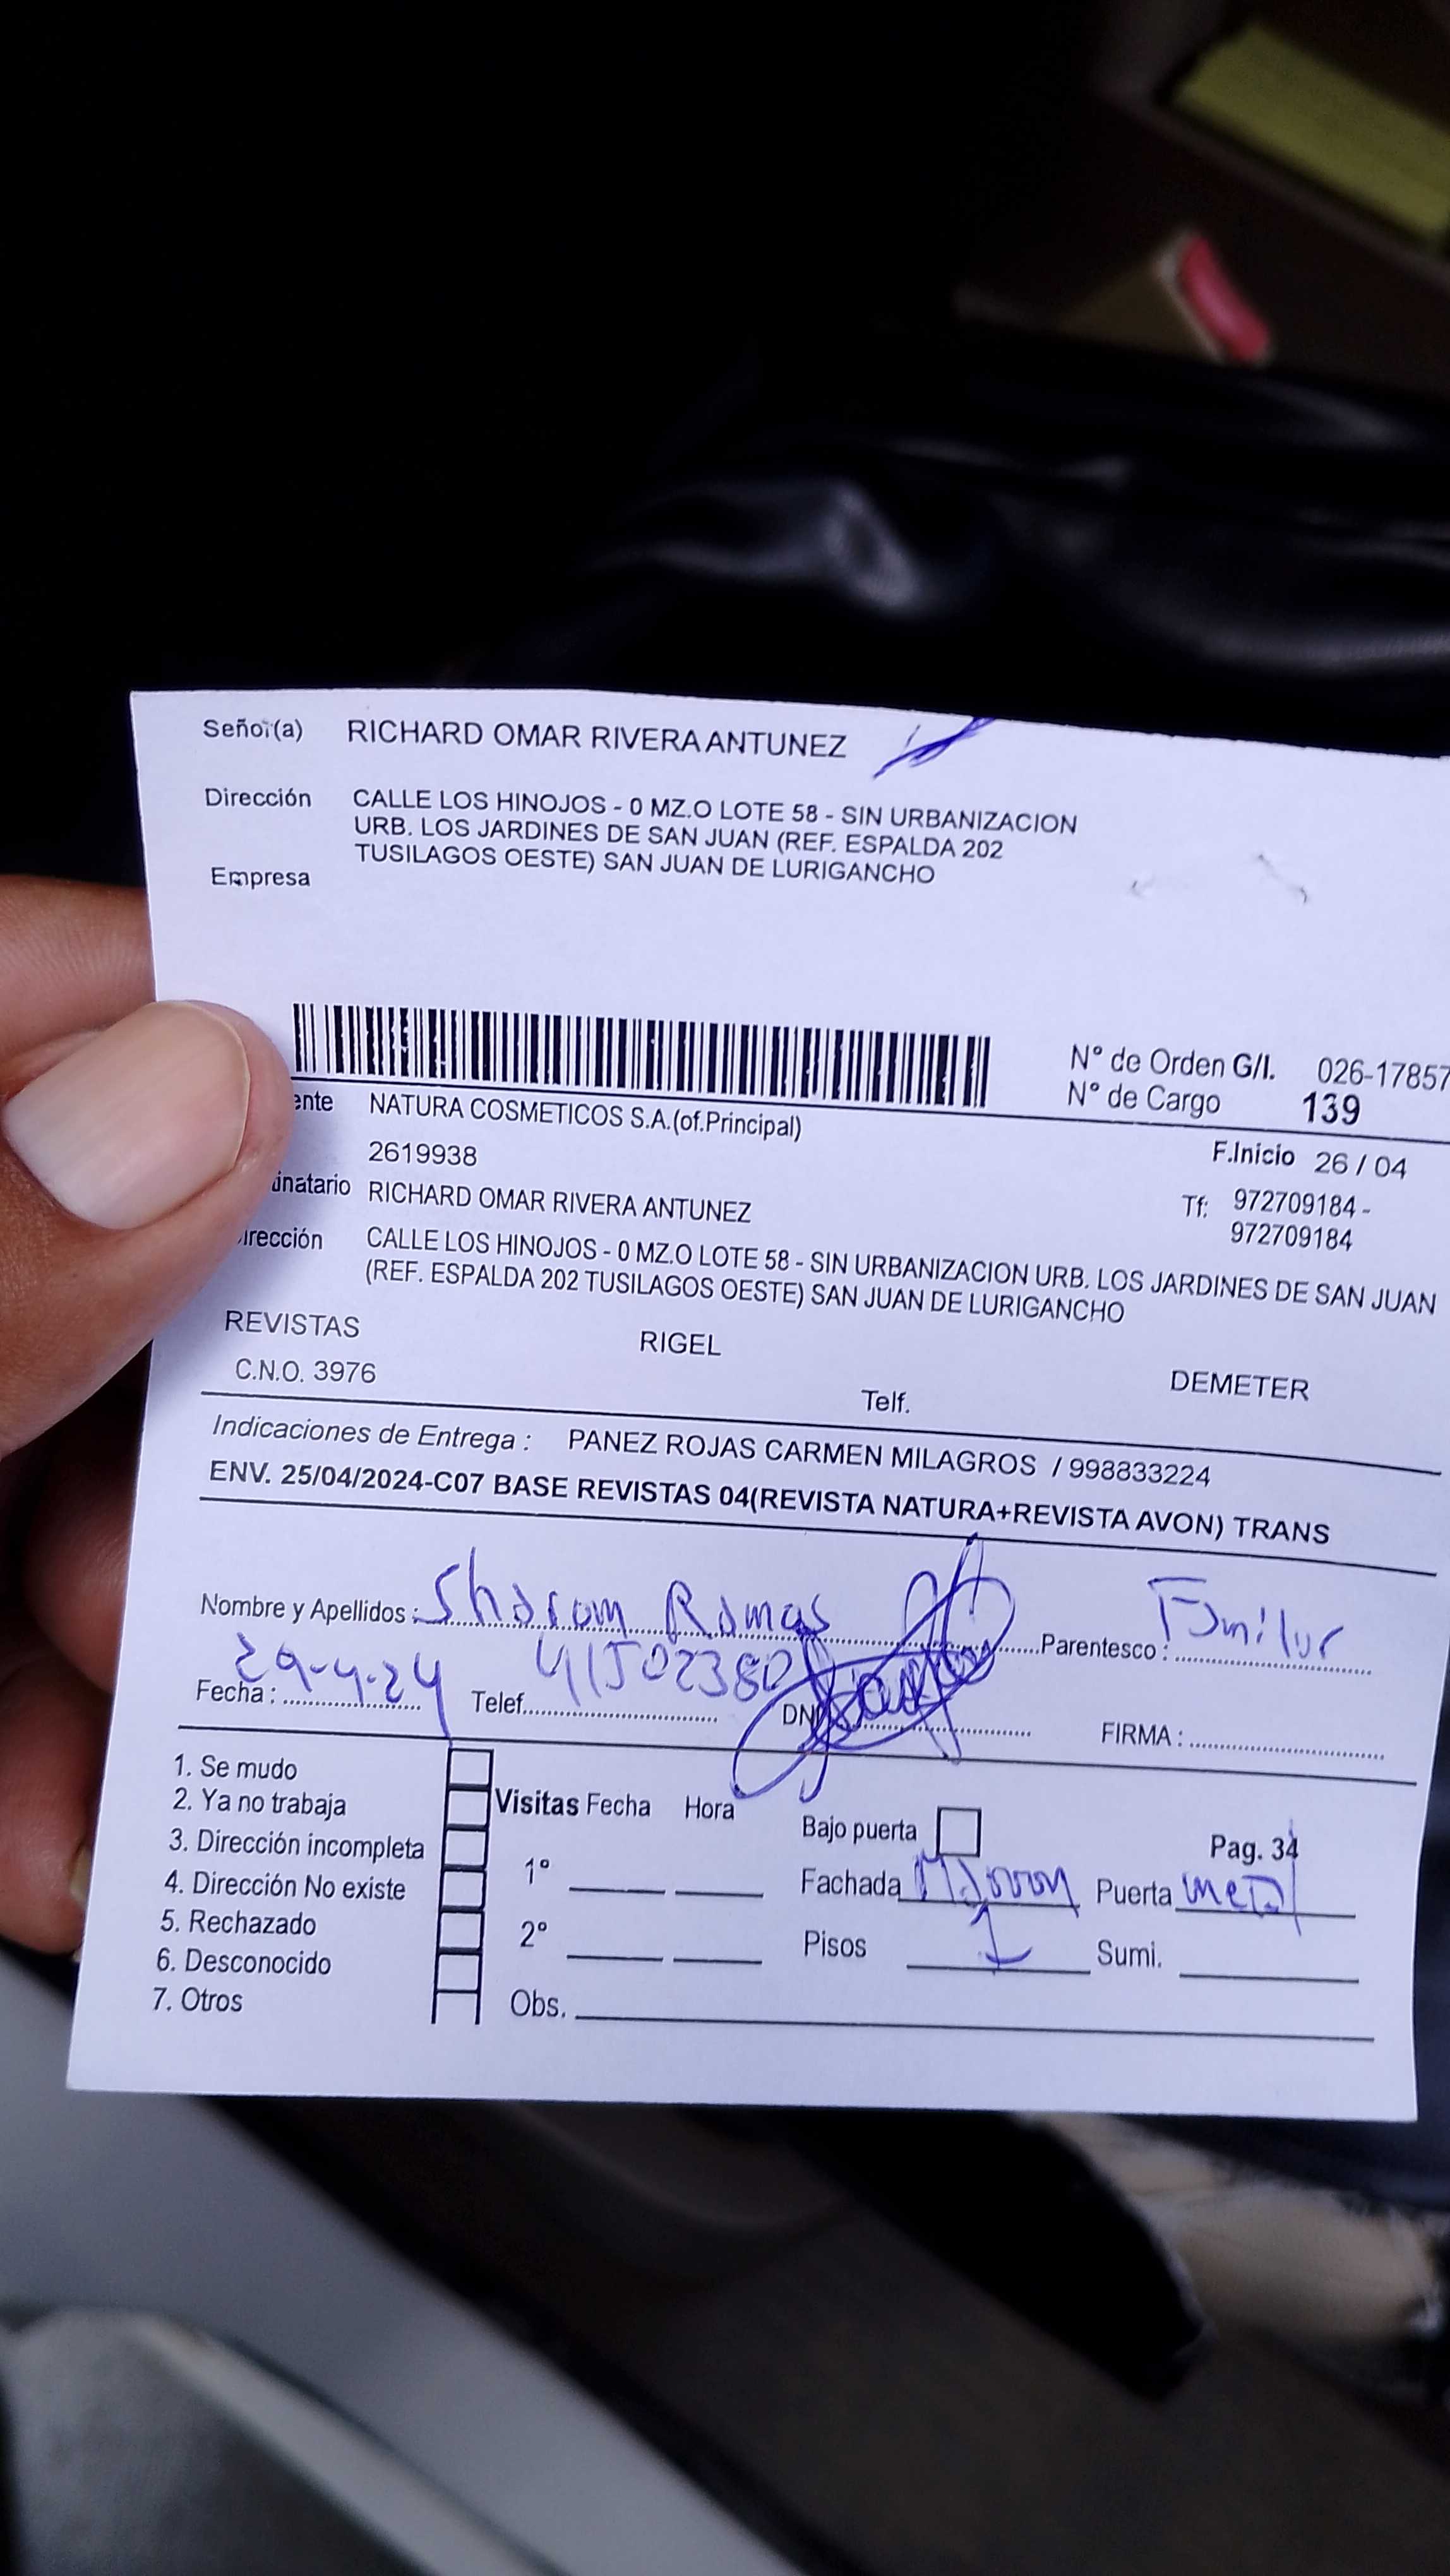 Señor(a) RICHARD OMAR RIVERA ANTUNEZ
Dirección CALLE LOS HINOJOS - 0 MZ.O LOTE 58 - SIN URBANIZACION
URB. LOS JARDINES DE SAN JUAN (REF. ESPALDA 202
TUSILAGOS OESTE) SAN JUAN DE LURIGANCHO
Empresa
N° de Orden G/I. 026-17857
N° de Cargo 139
ente NATURA COSMETICOS S.A.(of.Principal)
F.Inicio 26 / 04
2619938
Tf: 972709184 -
972709184
inatario RICHARD OMAR RIVERA ANTUNEZ
irección CALLE LOS HINOJOS - 0 MZ.O LOTE 58 - SIN URBANIZACION URB. LOS JARDINES DE SAN JUAN
(REF. ESPALDA 202 TUSILAGOS OESTE) SAN JUAN DE LURIGANCHO
REVISTAS RIGEL DEMETER
C.N.O. 3976 Telf.
Indicaciones de Entrega : PANEZ ROJAS CARMEN MILAGROS / 998833224
ENV. 25/04/2024-C07 BASE REVISTAS 04(REVISTA NATURA+REVISTA AVON) TRANS
Nombre y Apellidos : Ramos Parentesco : Familiar
Fecha : 29-4-24 Telef. 41502380 DNI FIRMA :
1. Se mudo
2. Ya no trabaja
3. Dirección incompleta
4. Dirección No existe
5. Rechazado
6. Desconocido
7. Otros
Visitas Fecha Hora
1°
2°
Obs.
Bajo puerta Pag. 34
Fachada Puerta metal
Pisos 1 Sumi.